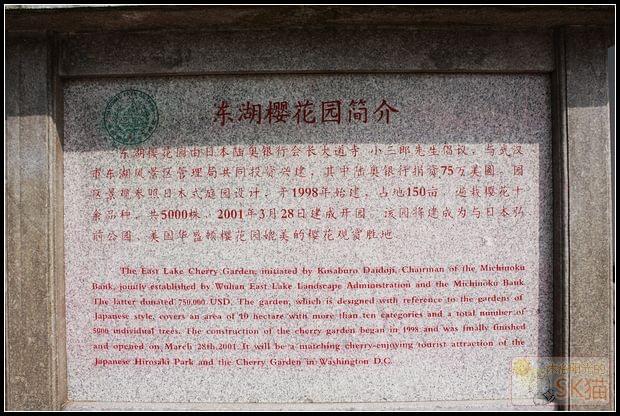 东湖樱花园简介
东湖樱花园由日本陆奥银行会长大道寺 小三郎先生倡议，与武汉
市东湖风景区管理局共同投资兴建，其中陆奥银行捐資75万美圆，园
区景观参照日本式庭园设计，于1998年始建，占地150亩，遍栽樱花十
余品种，共5000株，2001年3月28日建成开园。该园将建成为与日本弘
前公园、美国华盛顿樱花园媲美的樱花观赏胜地。
The East Lake Cherry Garden, initiated by Kosaburo Daidoji, Chairman of the Michinoku
Bank, jointly established by Wuhan East Lake Landscape Administration and the Michinoku Bank
The latter donated 750,000 USD. The garden, which is designed with reference to the gardens of
Japanese style, covers an area of 10 hectare with more than ten categories and a total number of
5000 individual trees. The construction of the cherry garden began in 1998 and was finally finished
and opened on March 28th,2001 It will be a matching cherry-enjoying tourist attraction of the
Japanese Hirosaki Park and the Cherry Garden in Washington D.C.
SK猫